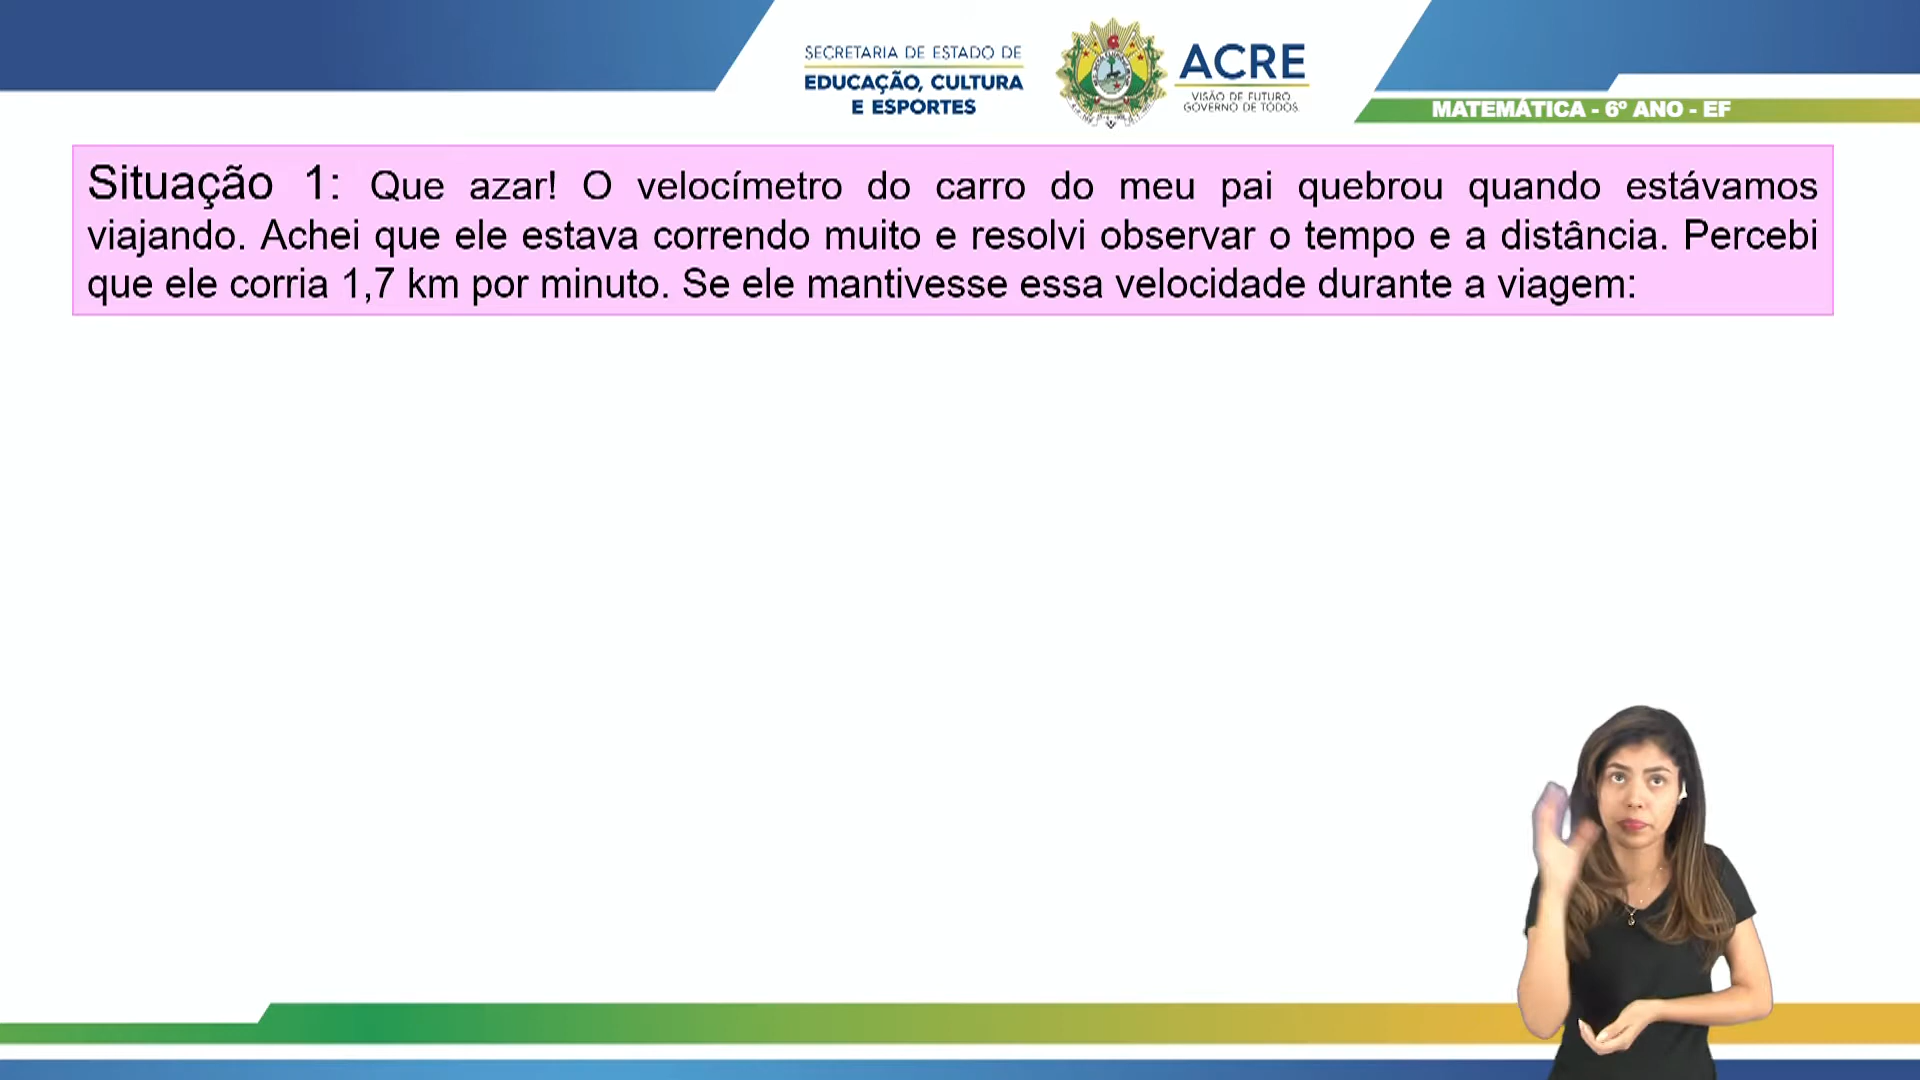 SECRETARIA DE ESTADO DE
EDUCAÇÃO, CULTURA
E ESPORTES
ACRE
VISÃO DE FUTURO
GOVERNO DE TODOS
MATEMÁTICA - 6º ANO - EF
Situação 1: Que azar! O velocímetro do carro do meu pai quebrou quando estávamos
viajando. Achei que ele estava correndo muito e resolvi observar o tempo e a distância. Percebi
que ele corria 1,7 km por minuto. Se ele mantivesse essa velocidade durante a viagem: